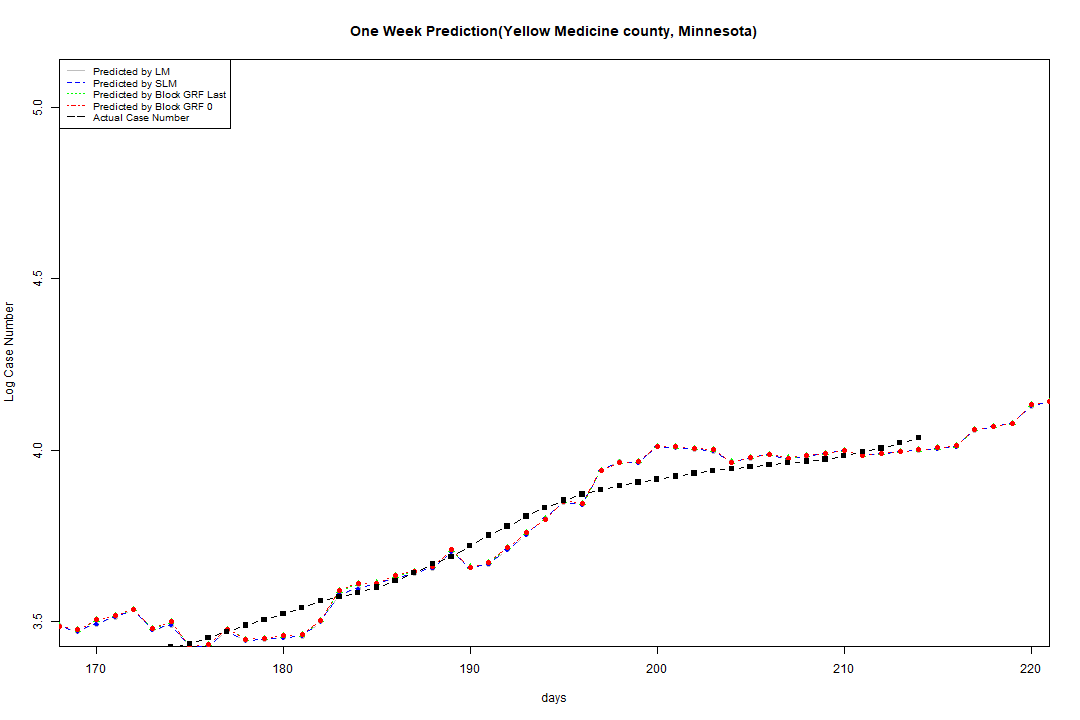 One Week Prediction(Yellow Medicine county, Minnesota)
Predicted by LM
Predicted by SLM
Predicted by Block GRF Last
Predicted by Block GRF 0
Actual Case Number
5.0
4.5
4.0
3.5
Log Case Number
170 180 190 200 210 220
days